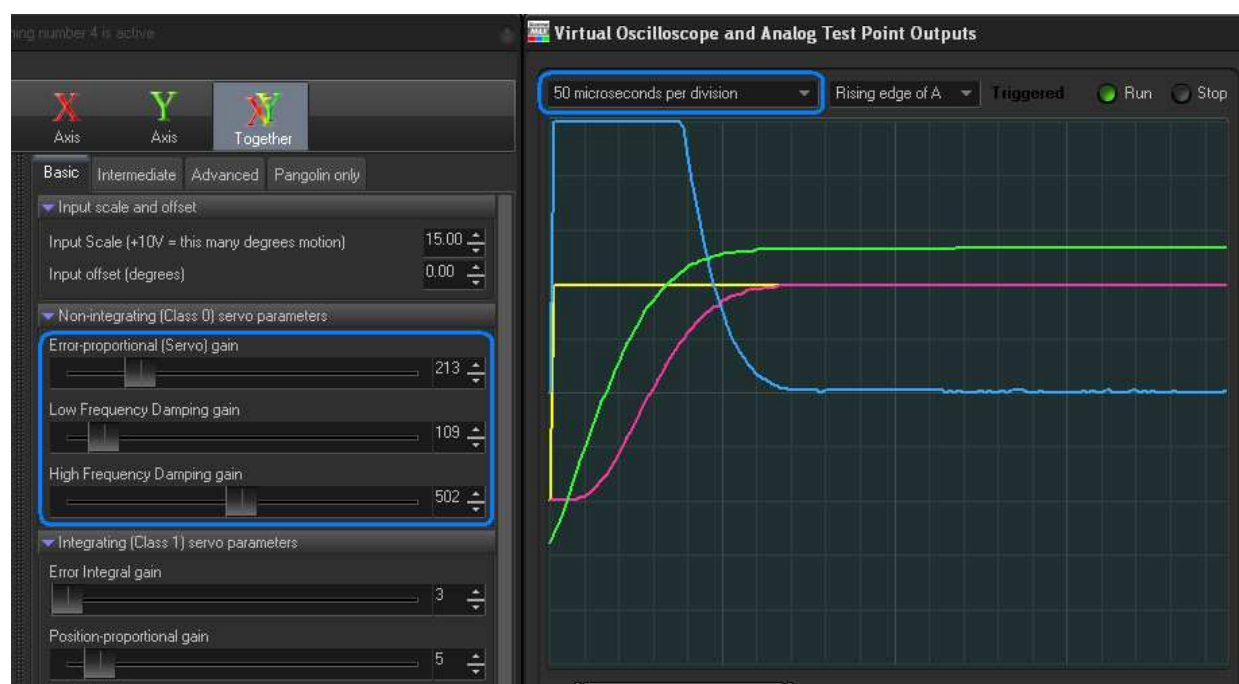 ning number 4 is active
X
Axis
Y
Axis
XY
Together
Basic Intermediate Advanced Pangolin only
Input scale and offset
Input Scale (+10V = this many degrees motion) 15.00
Input offset (degrees) 0.00
Non-integrating (Class 0) servo parameters
Error-proportional (Servo) gain
213
Low Frequency Damping gain
109
High Frequency Damping gain
502
Integrating (Class 1) servo parameters
Error Integral gain
3
Position-proportional gain
5
Virtual Oscilloscope and Analog Test Point Outputs
50 microseconds per division Rising edge of A Triggered Run Stop